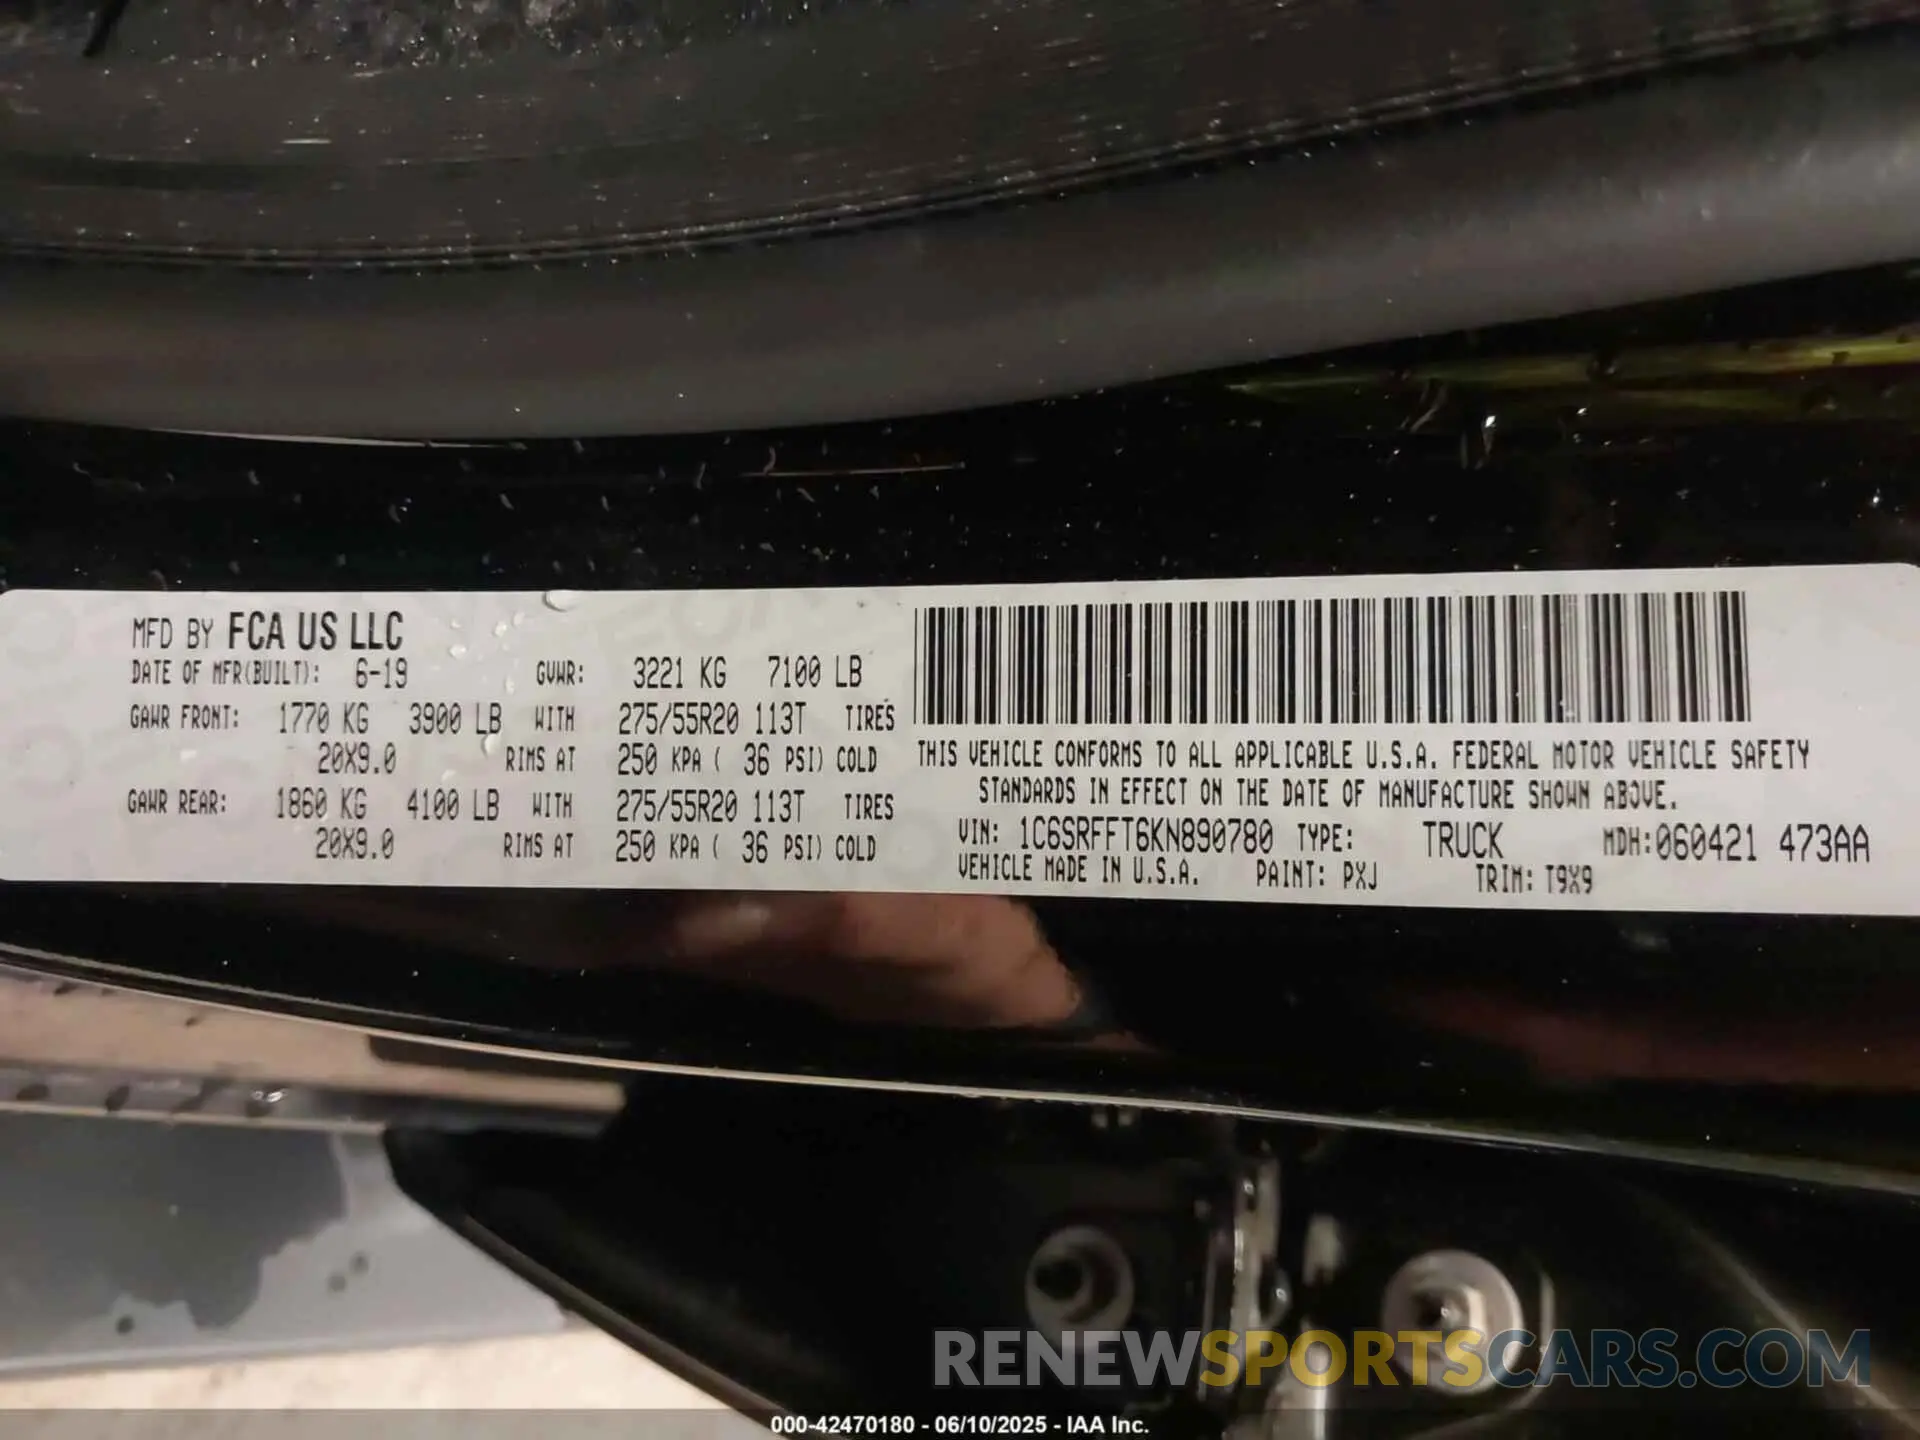 MFD BY FCA US LLC
DATE OF MFR(BUILT): 6-19 GVWR: 3221 KG 7100 LB
GAWR FRONT: 1770 KG 3900 LB WITH 275/55R20 113T TIRES
20X9.0 RIMS AT 250 KPA ( 36 PSI) COLD
GAWR REAR: 1860 KG 4100 LB WITH 275/55R20 113T TIRES
20X9.0 RIMS AT 250 KPA ( 36 PSI) COLD
THIS VEHICLE CONFORMS TO ALL APPLICABLE U.S.A. FEDERAL MOTOR VEHICLE SAFETY
STANDARDS IN EFFECT ON THE DATE OF MANUFACTURE SHOWN ABOVE.
VIN: 1C6SRFFT6KN890780 TYPE: TRUCK MDH:060421 473AA
VEHICLE MADE IN U.S.A. PAINT: PXJ TRIM: T9X9
RENEWSPORTSCARS.COM
000-42470180 - 06/10/2025 - IAA Inc.